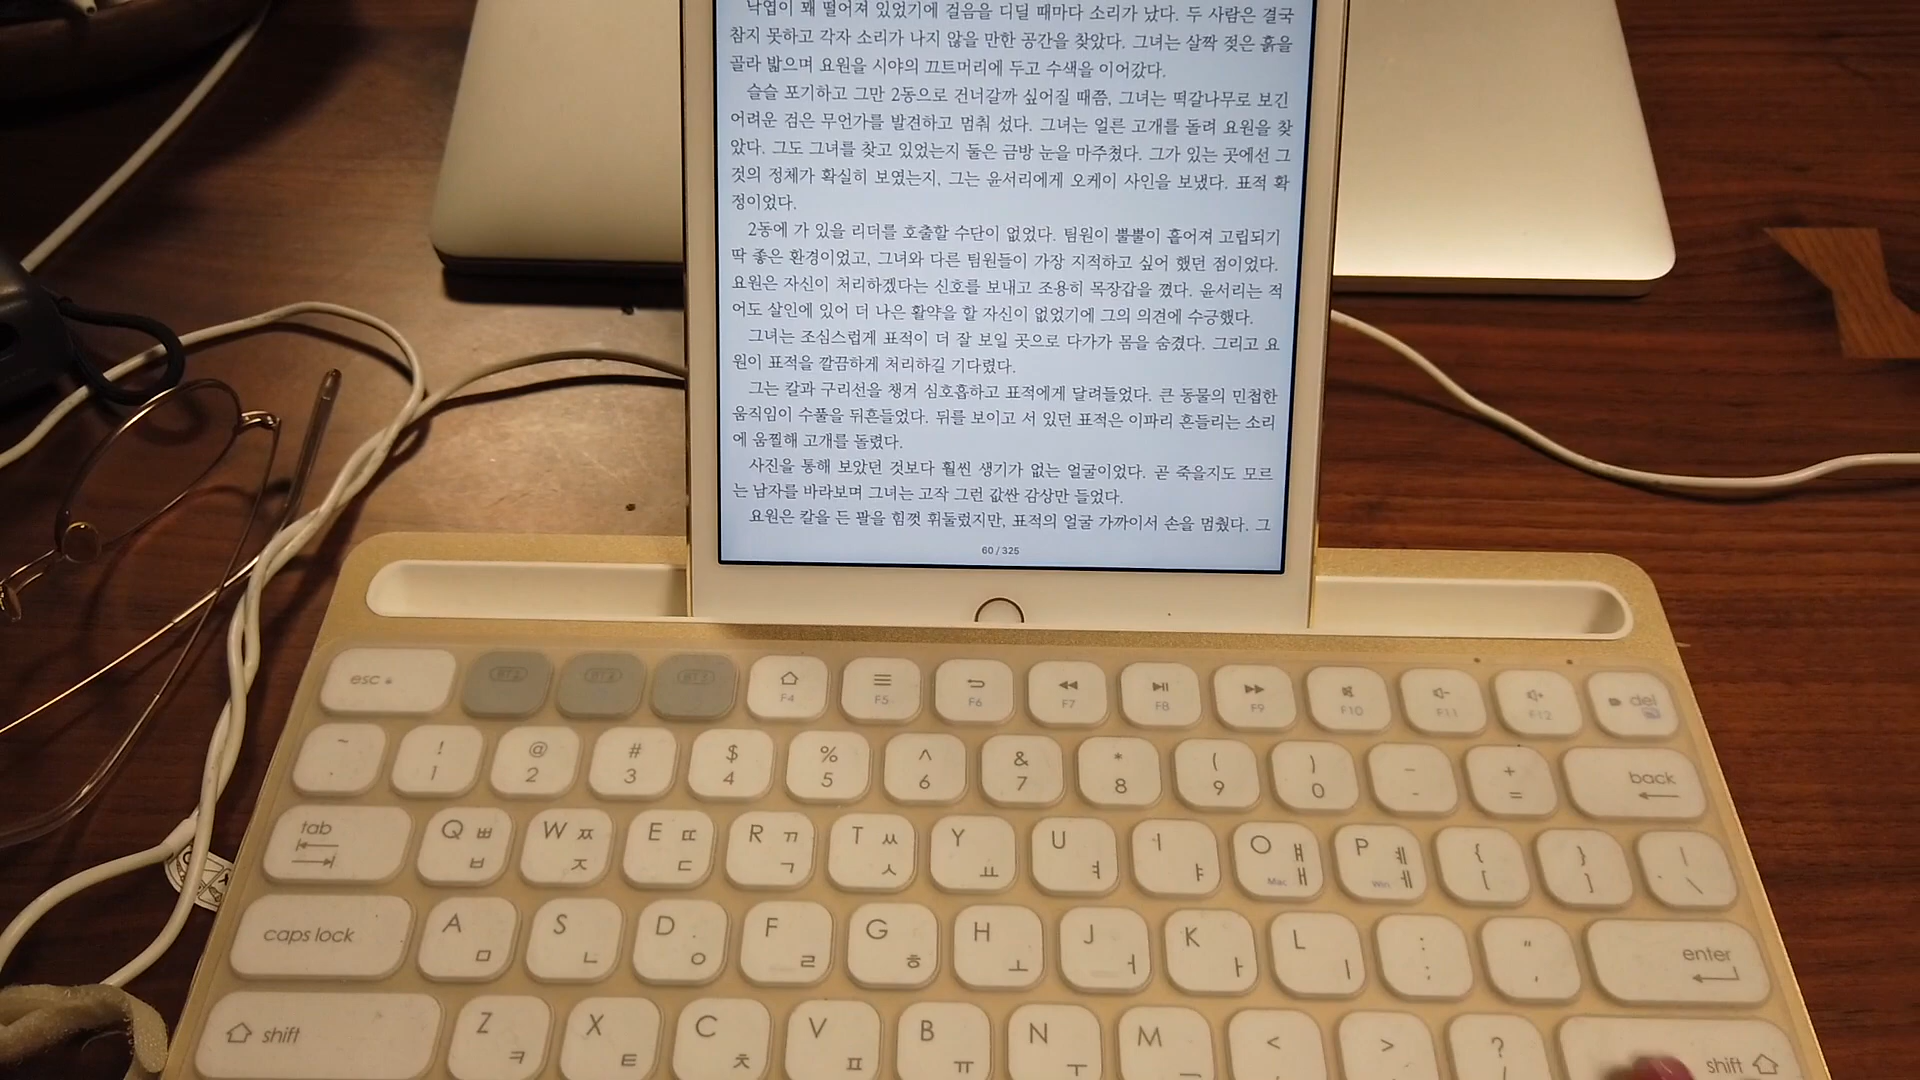 낙엽이 꽤 떨어져 있었기에 걸음을 디딜 때마다 소리가 났다. 두 사람은 결국
참지 못하고 각자 소리가 나지 않을 만한 공간을 찾았다. 그녀는 살짝 젖은 흙을
골라 밟으며 요원을 시야의 끄트머리에 두고 수색을 이어갔다.
슬슬 포기하고 그만 2동으로 건너갈까 싶어질 때쯤, 그녀는 떡갈나무로 보긴
어려운 검은 무언가를 발견하고 멈춰 섰다. 그녀는 얼른 고개를 돌려 요원을 찾
았다. 그도 그녀를 찾고 있었는지 둘은 금방 눈을 마주쳤다. 그가 있는 곳에선 그
것의 정체가 확실히 보였는지, 그는 윤서리에게 오케이 사인을 보냈다. 표적 확
정이었다.
2동에 가 있을 리더를 호출할 수단이 없었다. 팀원이 뿔뿔이 흩어져 고립되기
딱 좋은 환경이었고, 그녀와 다른 팀원들이 가장 지적하고 싶어 했던 점이었다.
요원은 자신이 처리하겠다는 신호를 보내고 조용히 목장갑을 꼈다. 윤서리는 적
어도 살인에 있어 더 나은 활약을 할 자신이 없었기에 그의 의견에 수긍했다.
그녀는 조심스럽게 표적이 더 잘 보일 곳으로 다가가 몸을 숨겼다. 그리고 요
원이 표적을 깔끔하게 처리하길 기다렸다.
그는 칼과 구리선을 챙겨 심호흡하고 표적에게 달려들었다. 큰 동물의 민첩한
움직임이 수풀을 뒤흔들었다. 뒤를 보이고 서 있던 표적은 이파리 흔들리는 소리
에 움찔해 고개를 돌렸다.
사진을 통해 보았던 것보다 훨씬 생기가 없는 얼굴이었다. 곧 죽을지도 모르
는 남자를 바라보며 그녀는 고작 그런 값싼 감상만 들었다.
요원은 칼을 든 팔을 힘껏 휘둘렀지만, 표적의 얼굴 가까이서 손을 멈췄다. 그
60 / 325
esc F4 F5 F6 F7 F8 F9 F10 F11 F12 del
~ ! @ # $ % ^ & * ( ) _ + back
1 2 3 4 5 6 7 8 9 0 - =
tab Q ㅃ W ㅉ E ㄸ R ㄲ T ㅆ Y U O ㅒ P ㅖ { } |
ㅂ ㅈ ㄷ ㄱ ㅅ ㅛ ㅕ ㅑ Mac ㅐ Win ㅔ [ ] \
caps lock A S D F G H J K L : " enter
ㅁ ㄴ ㅇ ㄹ ㅎ ㅗ ㅓ ㅏ ㅣ ; '
shift Z X C V B N M < > ? shift
ㅋ ㅌ ㅊ ㅍ ㅠ ㅜ ㅡ